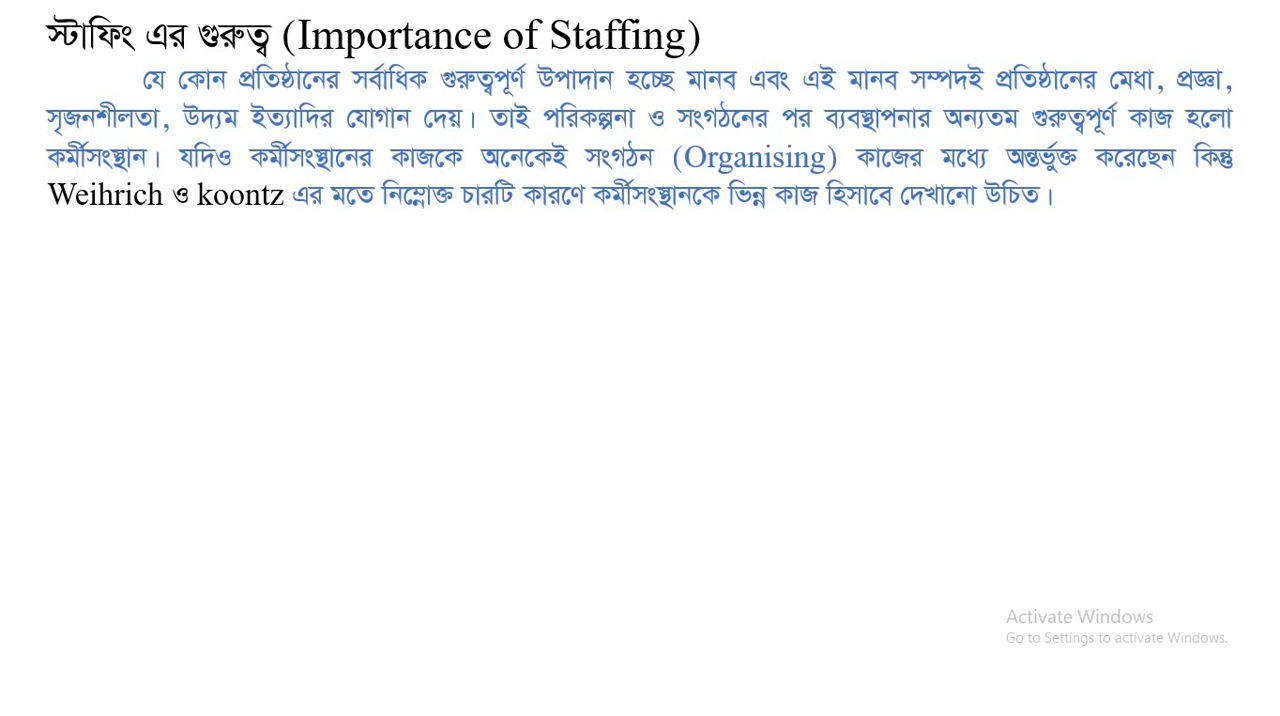 স্টাফিং এর গুরুত্ব (Importance of Staffing)
যে কোন প্রতিষ্ঠানের সর্বাধিক গুরুত্বপূর্ণ উপাদান হচ্ছে মানব এবং এই মানব সম্পদই প্রতিষ্ঠানের মেধা, প্রজ্ঞা,
সৃজনশীলতা, উদ্যম ইত্যাদির যোগান দেয়। তাই পরিকল্পনা ও সংগঠনের পর ব্যবস্থাপনার অন্যতম গুরুত্বপূর্ণ কাজ হলো
কর্মীসংস্থান। যদিও কর্মীসংস্থানের কাজকে অনেকেই সংগঠন (Organising) কাজের মধ্যে অন্তর্ভুক্ত করেছেন কিন্তু
Weihrich ও koontz এর মতে নিম্নোক্ত চারটি কারণে কর্মীসংস্থানকে ভিন্ন কাজ হিসাবে দেখানো উচিত।
Activate Windows
Go to Settings to activate Windows.